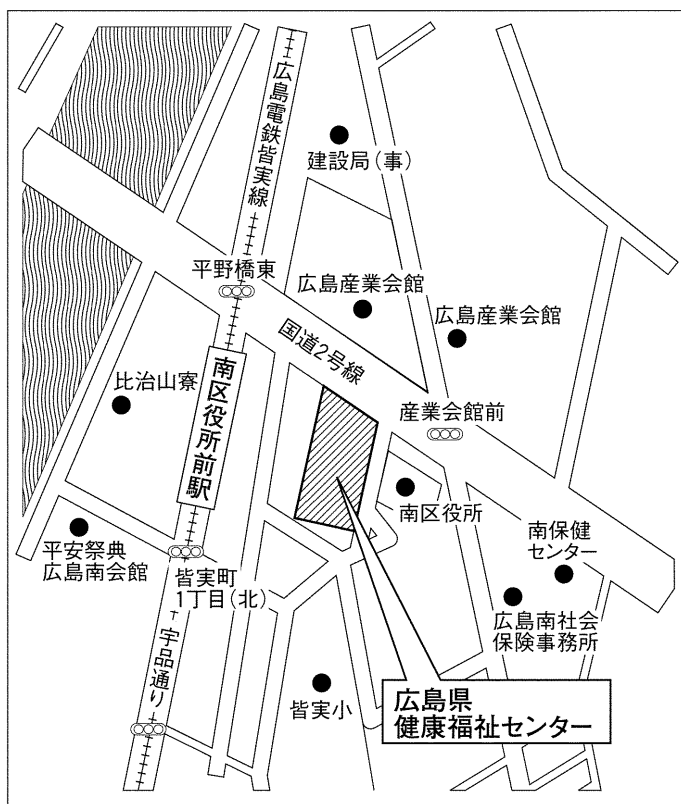 広島電鉄皆実線
建設局（事）
平野橋東
広島産業会館
広島産業会館
国道2号線
比治山寮
南区役所前駅
産業会館前
南区役所
平安祭典
広島南会館
皆実町
1丁目（北）
南保健
センター
広島南社会
保険事務所
宇品通り
皆実小
広島県
健康福祉センター